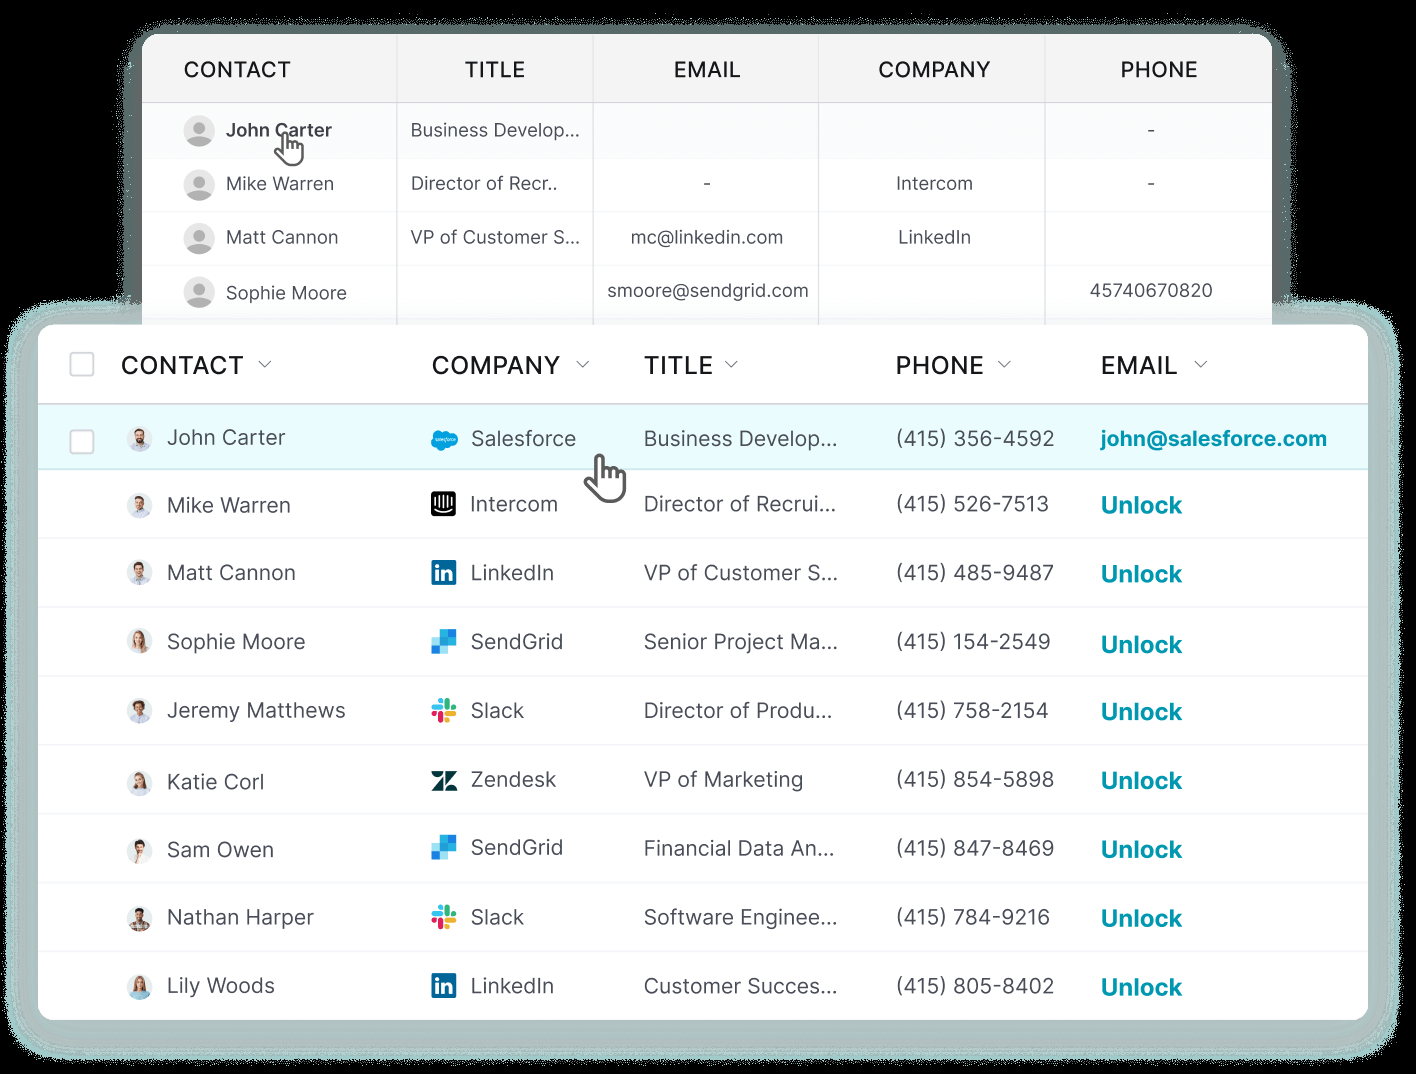 CONTACT TITLE EMAIL COMPANY PHONE
John Carter Business Develop... -
Mike Warren Director of Recr.. - Intercom -
Matt Cannon VP of Customer S... mc@linkedin.com LinkedIn
Sophie Moore smoore@sendgrid.com 45740670820
CONTACT COMPANY TITLE PHONE EMAIL
John Carter salesforce Salesforce Business Develop... (415) 356-4592 john@salesforce.com
Mike Warren Intercom Director of Recrui... (415) 526-7513 Unlock
Matt Cannon in LinkedIn VP of Customer S... (415) 485-9487 Unlock
Sophie Moore SendGrid Senior Project Ma... (415) 154-2549 Unlock
Jeremy Matthews Slack Director of Produ... (415) 758-2154 Unlock
Katie Corl Zendesk VP of Marketing (415) 854-5898 Unlock
Sam Owen SendGrid Financial Data An... (415) 847-8469 Unlock
Nathan Harper Slack Software Enginee... (415) 784-9216 Unlock
Lily Woods in LinkedIn Customer Succes... (415) 805-8402 Unlock